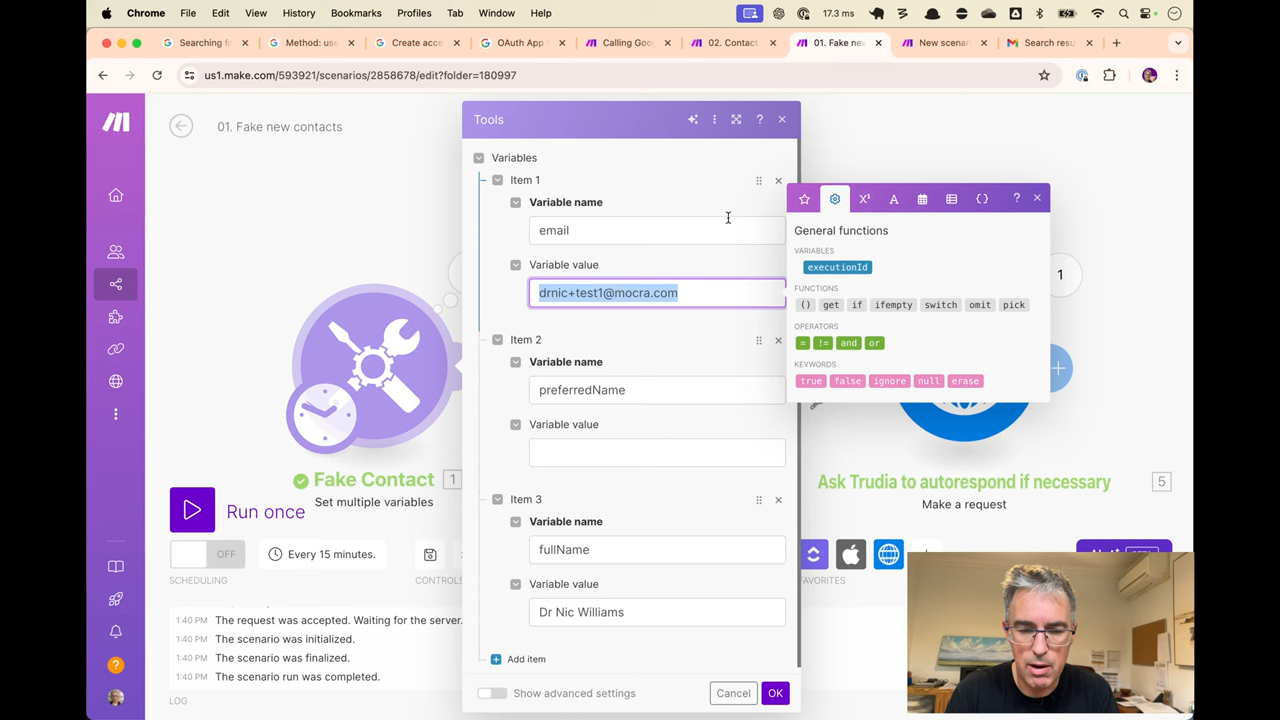 Chrome File Edit View History Bookmarks Profiles Tab Window Help 17.3 ms
Searching fo
Method: use
Create acce
OAuth App V
Calling Goog
02. Contact
01. Fake new
New scenar
Search resu
us1.make.com/593921/scenarios/2858678/edit?folder=180997
01. Fake new contacts
Tools
?
Variables
Item 1
Variable name
email
Variable value
drnic+test1@mocra.com
Item 2
Variable name
preferredName
Variable value
Item 3
Variable name
fullName
Variable value
Dr Nic Williams
Add item
Show advanced settings
Cancel
OK
General functions
VARIABLES
executionId
FUNCTIONS
() get if ifempty switch omit pick
OPERATORS
= != and or
KEYWORDS
true false ignore null erase
1
Fake Contact 1
Set multiple variables
Ask Trudia to autorespond if necessary 5
Make a request
Run once
OFF
Every 15 minutes.
SCHEDULING
CONTROLS
FAVORITES
1:40 PM The request was accepted. Waiting for the server.
1:40 PM The scenario was initialized.
1:40 PM The scenario was finalized.
1:40 PM The scenario run was completed.
LOG